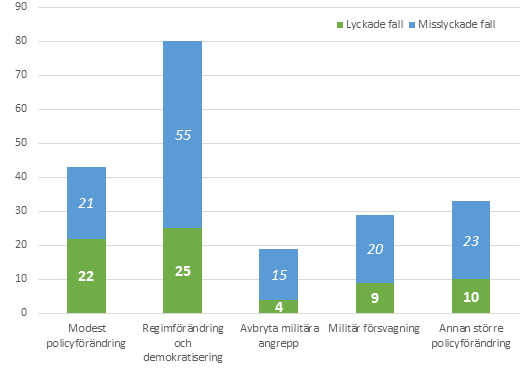 90
80
70
60
50
40
30
20
10
0
Lyckade fall
Misslyckade fall
21
22
55
25
15
4
20
9
23
10
Modest
policyförändring
Regimförändring
och
demokratisering
Avbryta militära
angrepp
Militär försvagning
Annan större
policyförändring